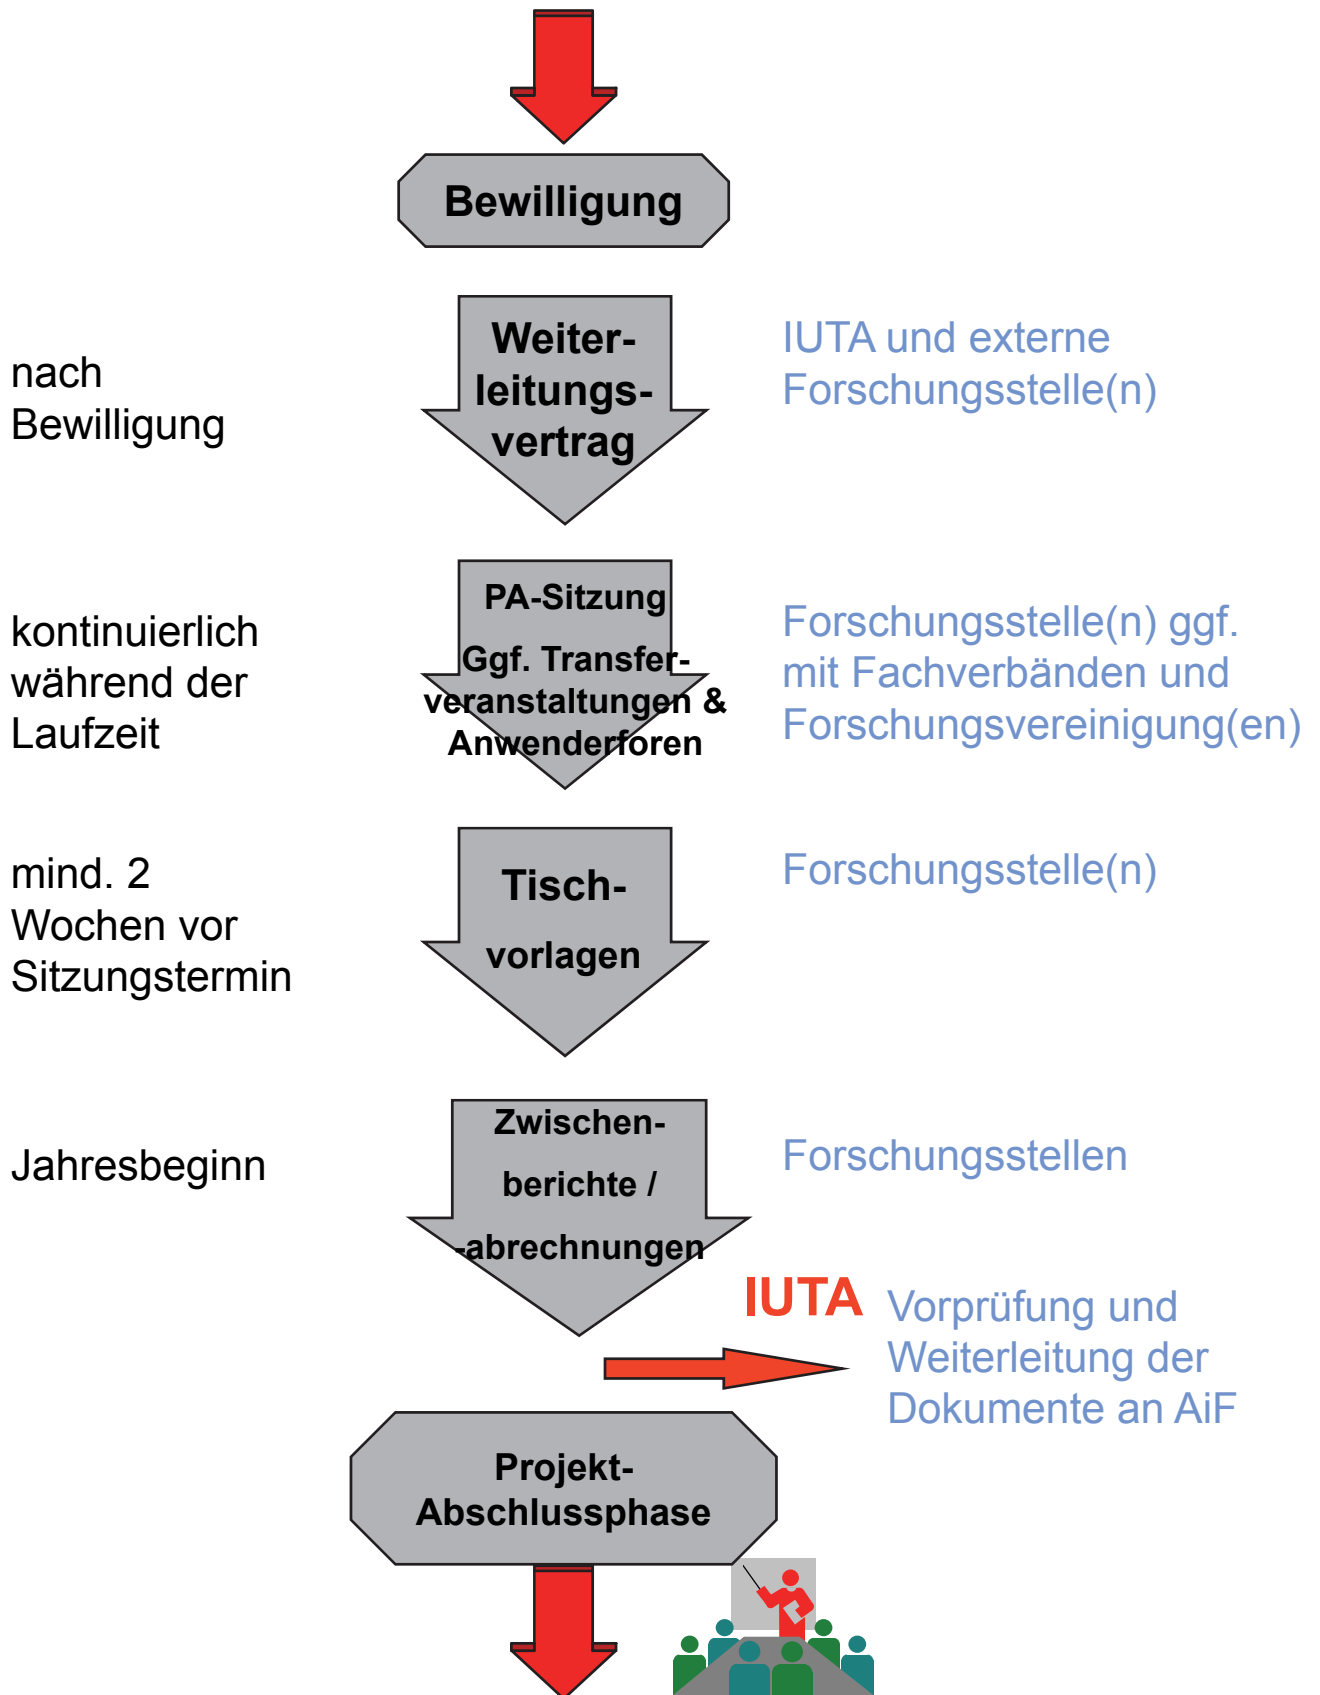 Bewilligung
nach
Bewilligung
Weiter-
leitungs-
vertrag
IUTA und externe
Forschungsstelle(n)
kontinuierlich
während der
Laufzeit
PA-Sitzung
Ggf. Transfer-
veranstaltungen &
Anwenderforen
Forschungsstelle(n) ggf.
mit Fachverbänden und
Forschungsvereinigung(en)
mind. 2
Wochen vor
Sitzungstermin
Tisch-
vorlagen
Forschungsstelle(n)
Jahresbeginn
Zwischen-
berichte /
-abrechnungen
Forschungsstellen
IUTA
Vorprüfung und
Weiterleitung der
Dokumente an AiF
Projekt-
Abschlussphase